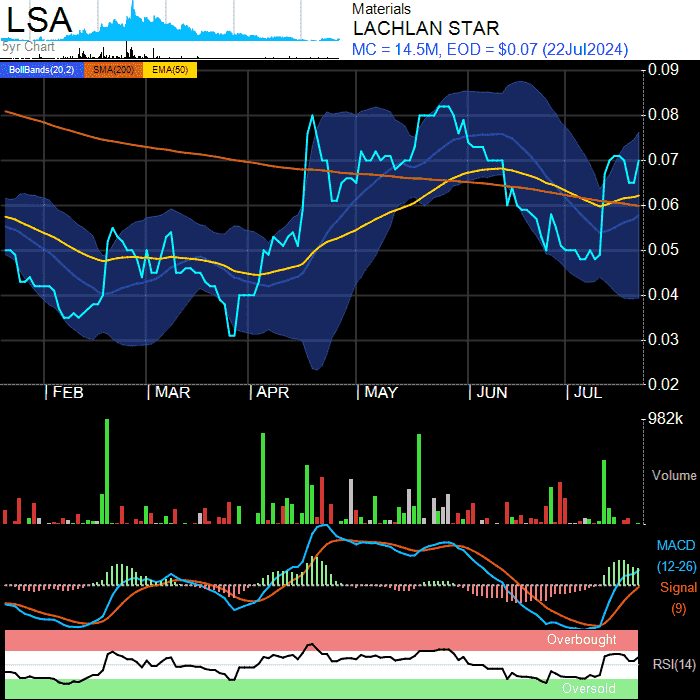 LSA
5yr Chart
Materials
LACHLAN STAR
MC = 14.5M, EOD = $0.07 (22Jul2024)
BollBands(20,2) SMA(200) EMA(50)
0.09
0.08
0.07
0.06
0.05
0.04
0.03
0.02
FEB MAR APR MAY JUN JUL
982k
Volume
MACD
(12-26)
Signal
(9)
Overbought
RSI(14)
Oversold